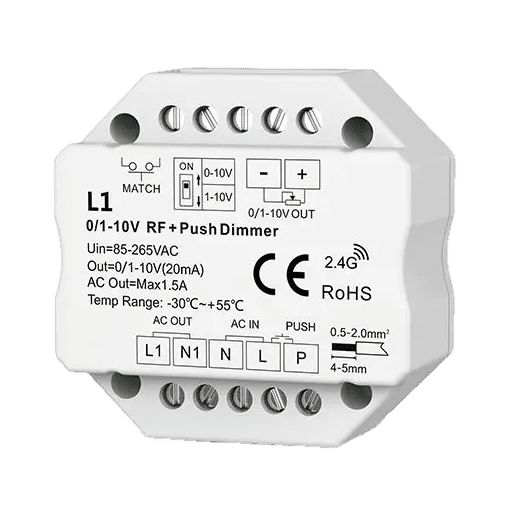 ON
0-10V
1-10V
- +
MATCH
0/1-10V OUT
L1
0/1-10V RF+Push Dimmer
Uin=85-265VAC
Out=0/1-10V(20mA)
AC Out=Max1.5A
Temp Range: -30℃~+55℃
CE
2.4G
RoHS
AC OUT AC IN PUSH
L1 N1 N L P
0.5-2.0mm²
4-5mm